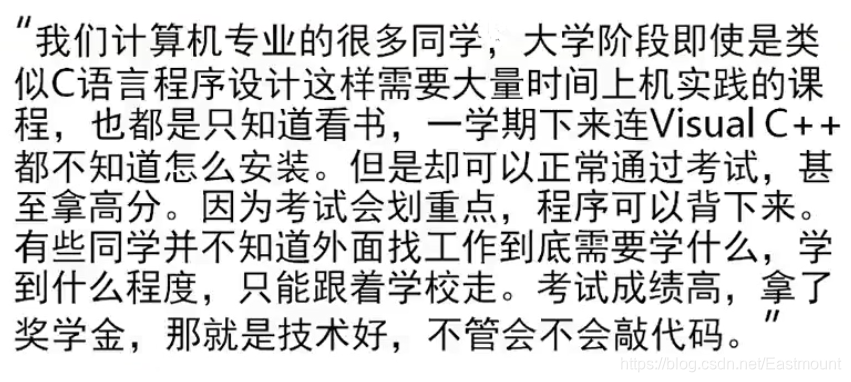 “我们计算机专业的很多同学，大学阶段即使是类
似C语言程序设计这样需要大量时间上机实践的课
程，也都是只知道看书，一学期下来连Visual C++
都不知道怎么安装。但是却可以正常通过考试，甚
至拿高分。因为考试会划重点，程序可以背下来。
有些同学并不知道外面找工作到底需要学什么，学
到什么程度，只能跟着学校走。考试成绩高，拿了
奖学金，那就是技术好，不管会不会敲代码。”
https://blog.csdn.net/Eastmount